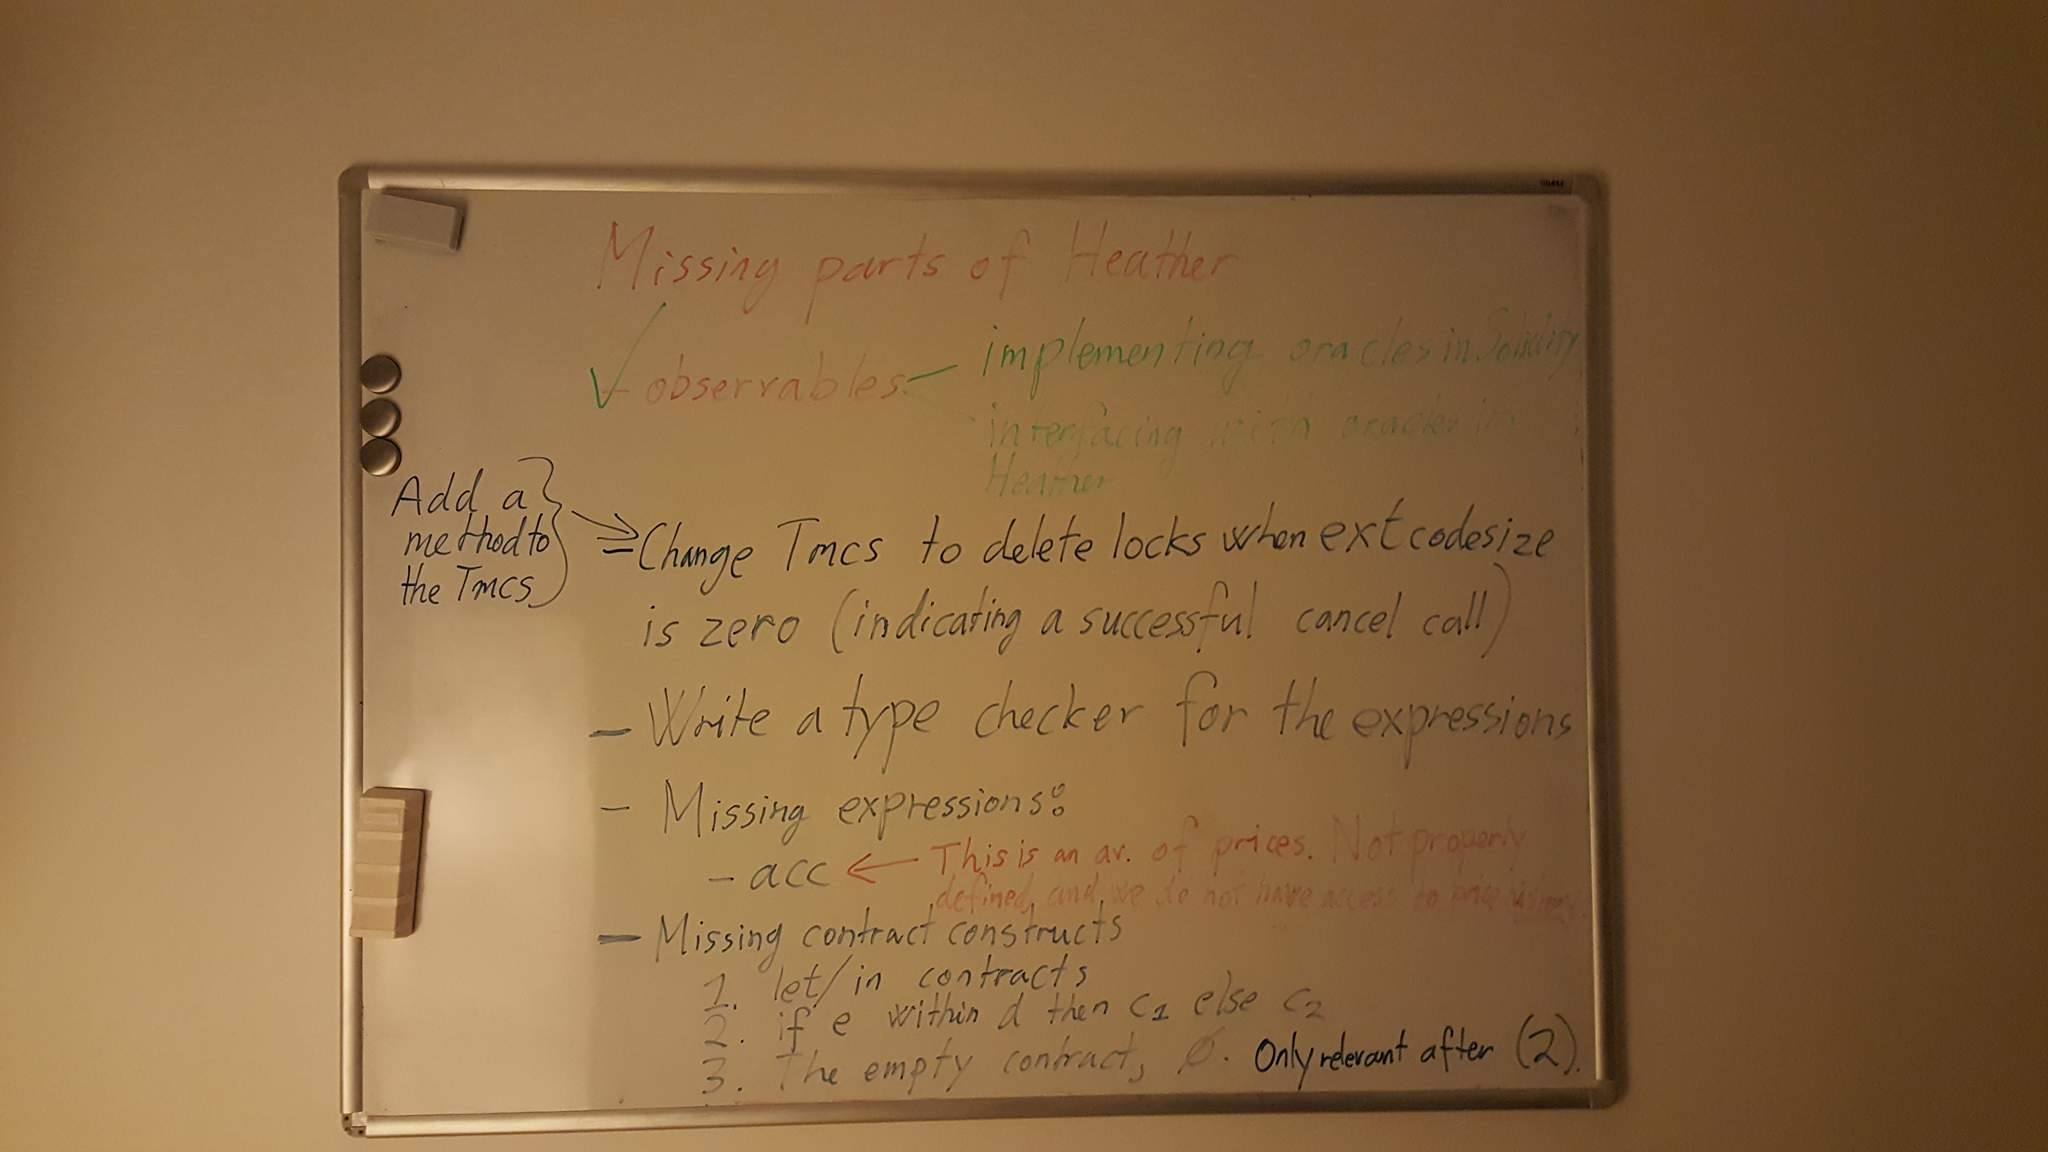 Missing parts of Heather
- observables
implementing oracles in Solidity
interfacing with oracles in
Heather
Add a
method to
the Tmcs
- Change Tmcs to delete locks when extcodesize
is zero (indicating a successful cancel call)
- Write a type checker for the expressions
- Missing expressions:
- acc ← This is an av. of prices. Not properly
defined, and we do not have access to price
- Missing contract constructs
1. let/in contracts
2. if e within d then c₁ else c₂
3. The empty contract, Ø. Only relevant after (2).